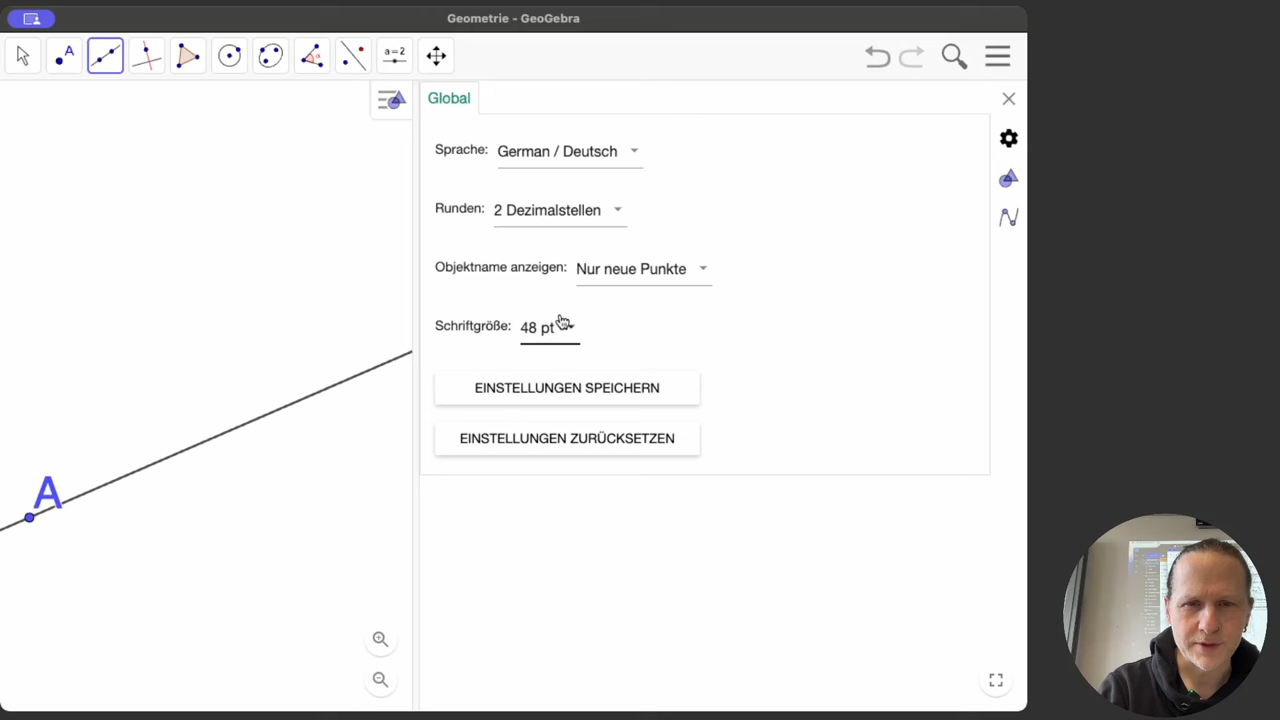 Geometrie - GeoGebra
A
a=2
Global
Sprache: German / Deutsch
Runden: 2 Dezimalstellen
Objektname anzeigen: Nur neue Punkte
Schriftgröße: 48 pt
EINSTELLUNGEN SPEICHERN
EINSTELLUNGEN ZURÜCKSETZEN
A